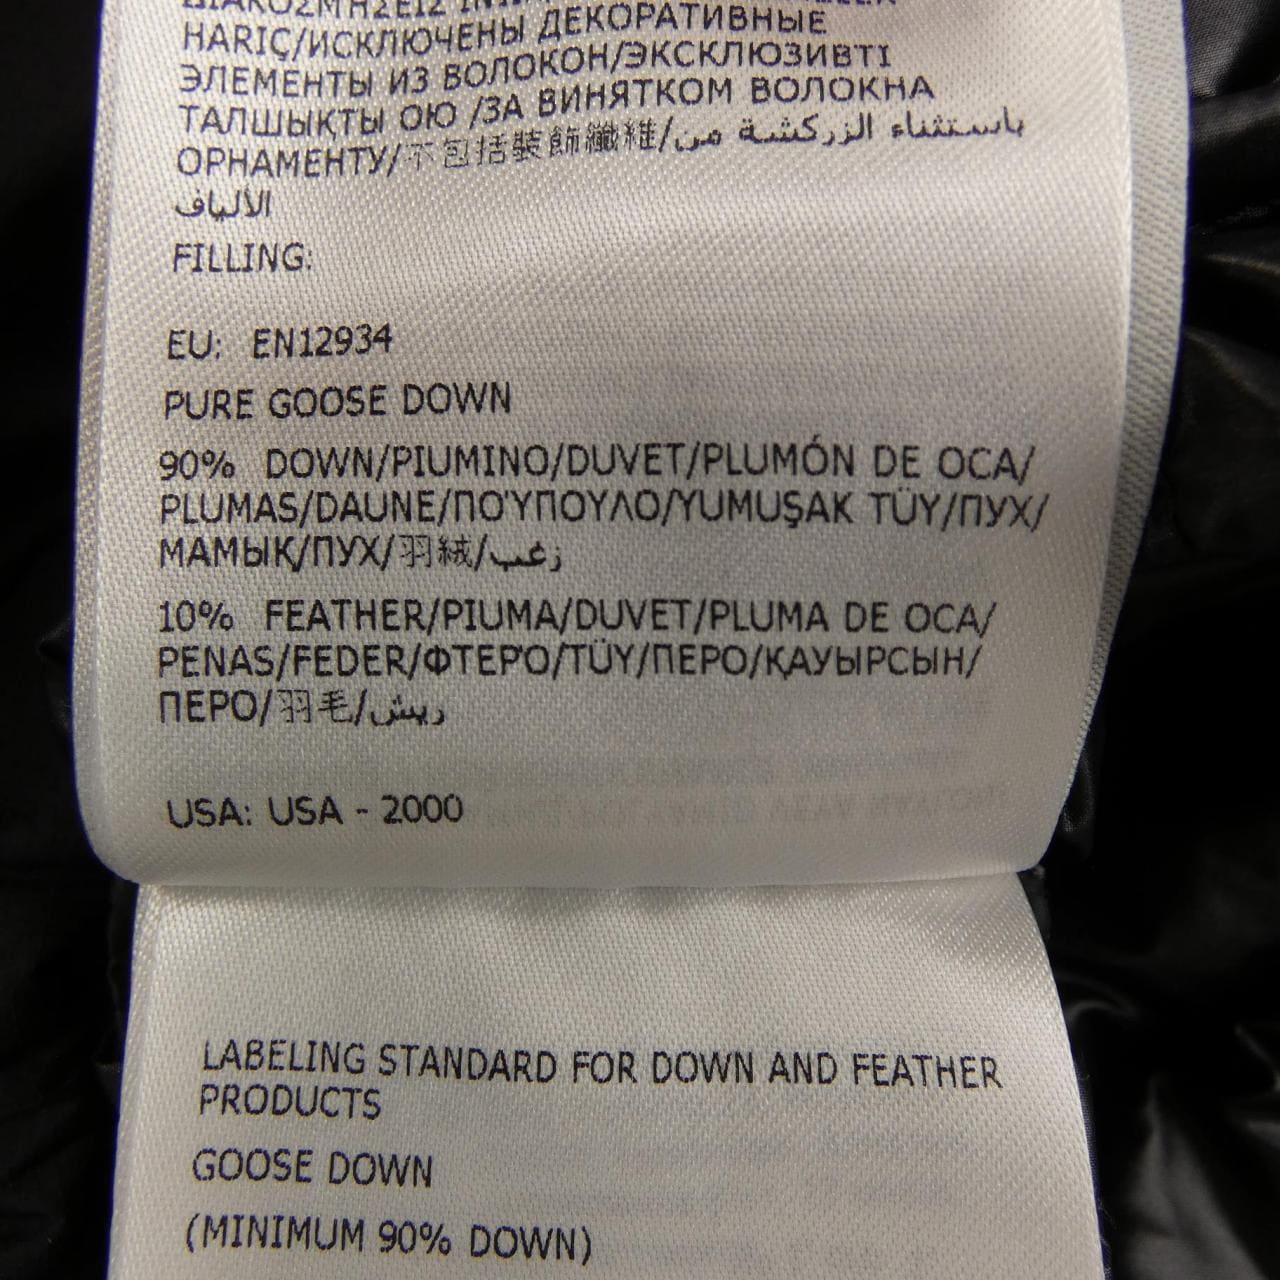 HARİÇ/ИСКЛЮЧЕНЫ ДЕКОРАТИВНЫЕ
ЭЛЕМЕНТЫ ИЗ ВОЛОКОН/ЭКСКЛЮЗИВТІ
ТАЛШЫҚТЫ ОЮ /ЗА ВИНЯТКОМ ВОЛОКНА
ОРНАМЕНТУ/不包括裝飾纖維/باستثناء الزركشة من
الألياف
FILLING:
EU: EN12934
PURE GOOSE DOWN
90% DOWN/PIUMINO/DUVET/PLUMÓN DE OCA/
PLUMAS/DAUNE/ΠΟΎΠΟΥΛΟ/YUMUŞAK TÜY/ПУХ/
МАМЫҚ/ПУХ/羽絨/زغب
10% FEATHER/PIUMA/DUVET/PLUMA DE OCA/
PENAS/FEDER/ΦΤΕΡΌ/TÜY/ПЕРО/ҚАУЫРСЫН/
ПЕРО/羽毛/ريش
USA: USA - 2000
LABELING STANDARD FOR DOWN AND FEATHER
PRODUCTS
GOOSE DOWN
(MINIMUM 90% DOWN)